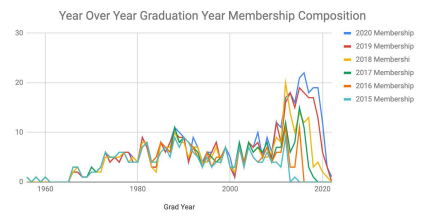 Year Over Year Graduation Year Membership Composition
30
20
10
0
1960
1980
2000
2020
Grad Year
2020 Membership
2019 Membership
2018 Membershi
2017 Membership
2016 Membership
2015 Membership